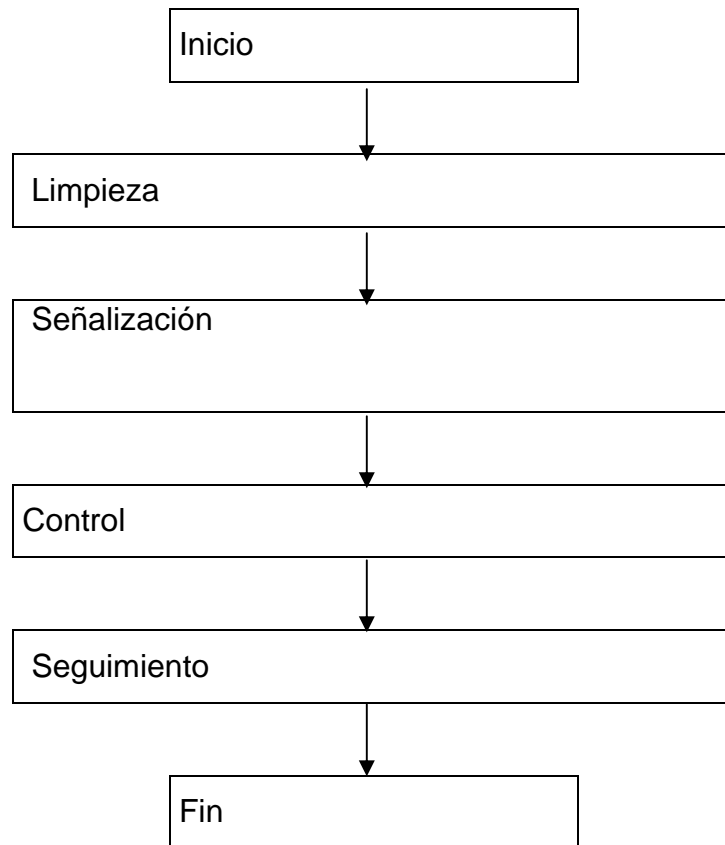 Inicio
Limpieza
Señalización
Control
Seguimiento
Fin